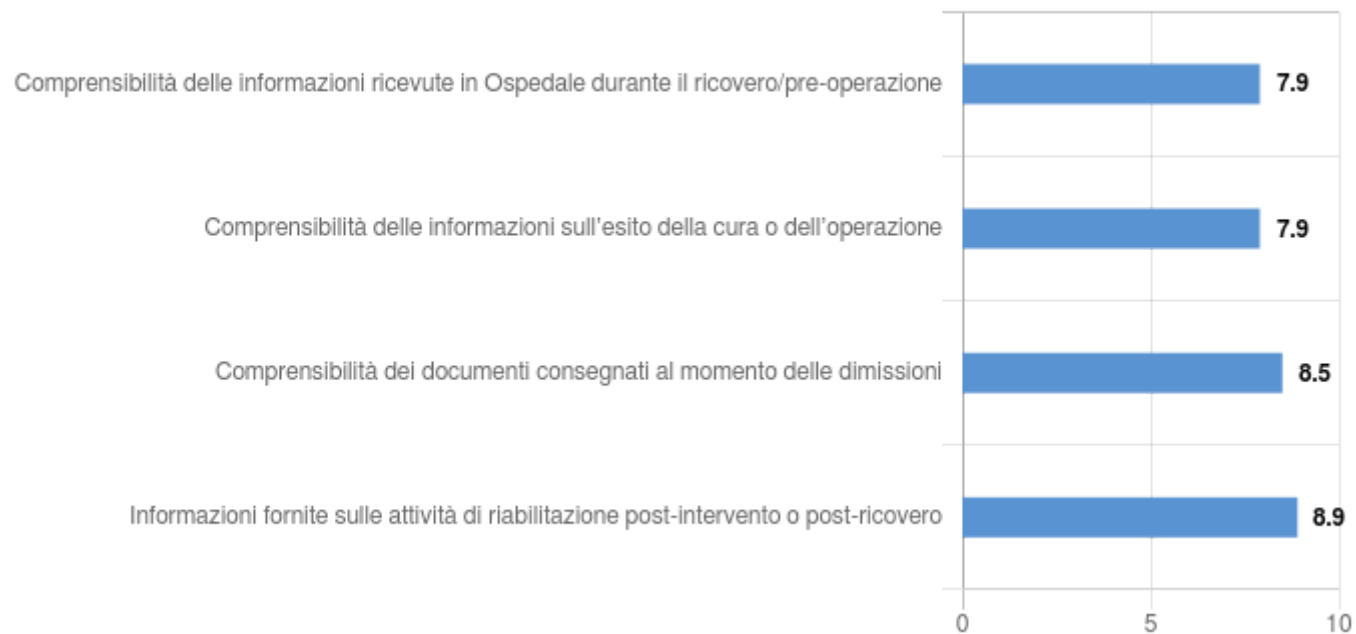 Comprensibilità delle informazioni ricevute in Ospedale durante il ricovero/pre-operazione 7.9
Comprensibilità delle informazioni sull'esito della cura o dell'operazione 7.9
Comprensibilità dei documenti consegnati al momento delle dimissioni 8.5
Informazioni fornite sulle attività di riabilitazione post-intervento o post-ricovero 8.9
0 5 10